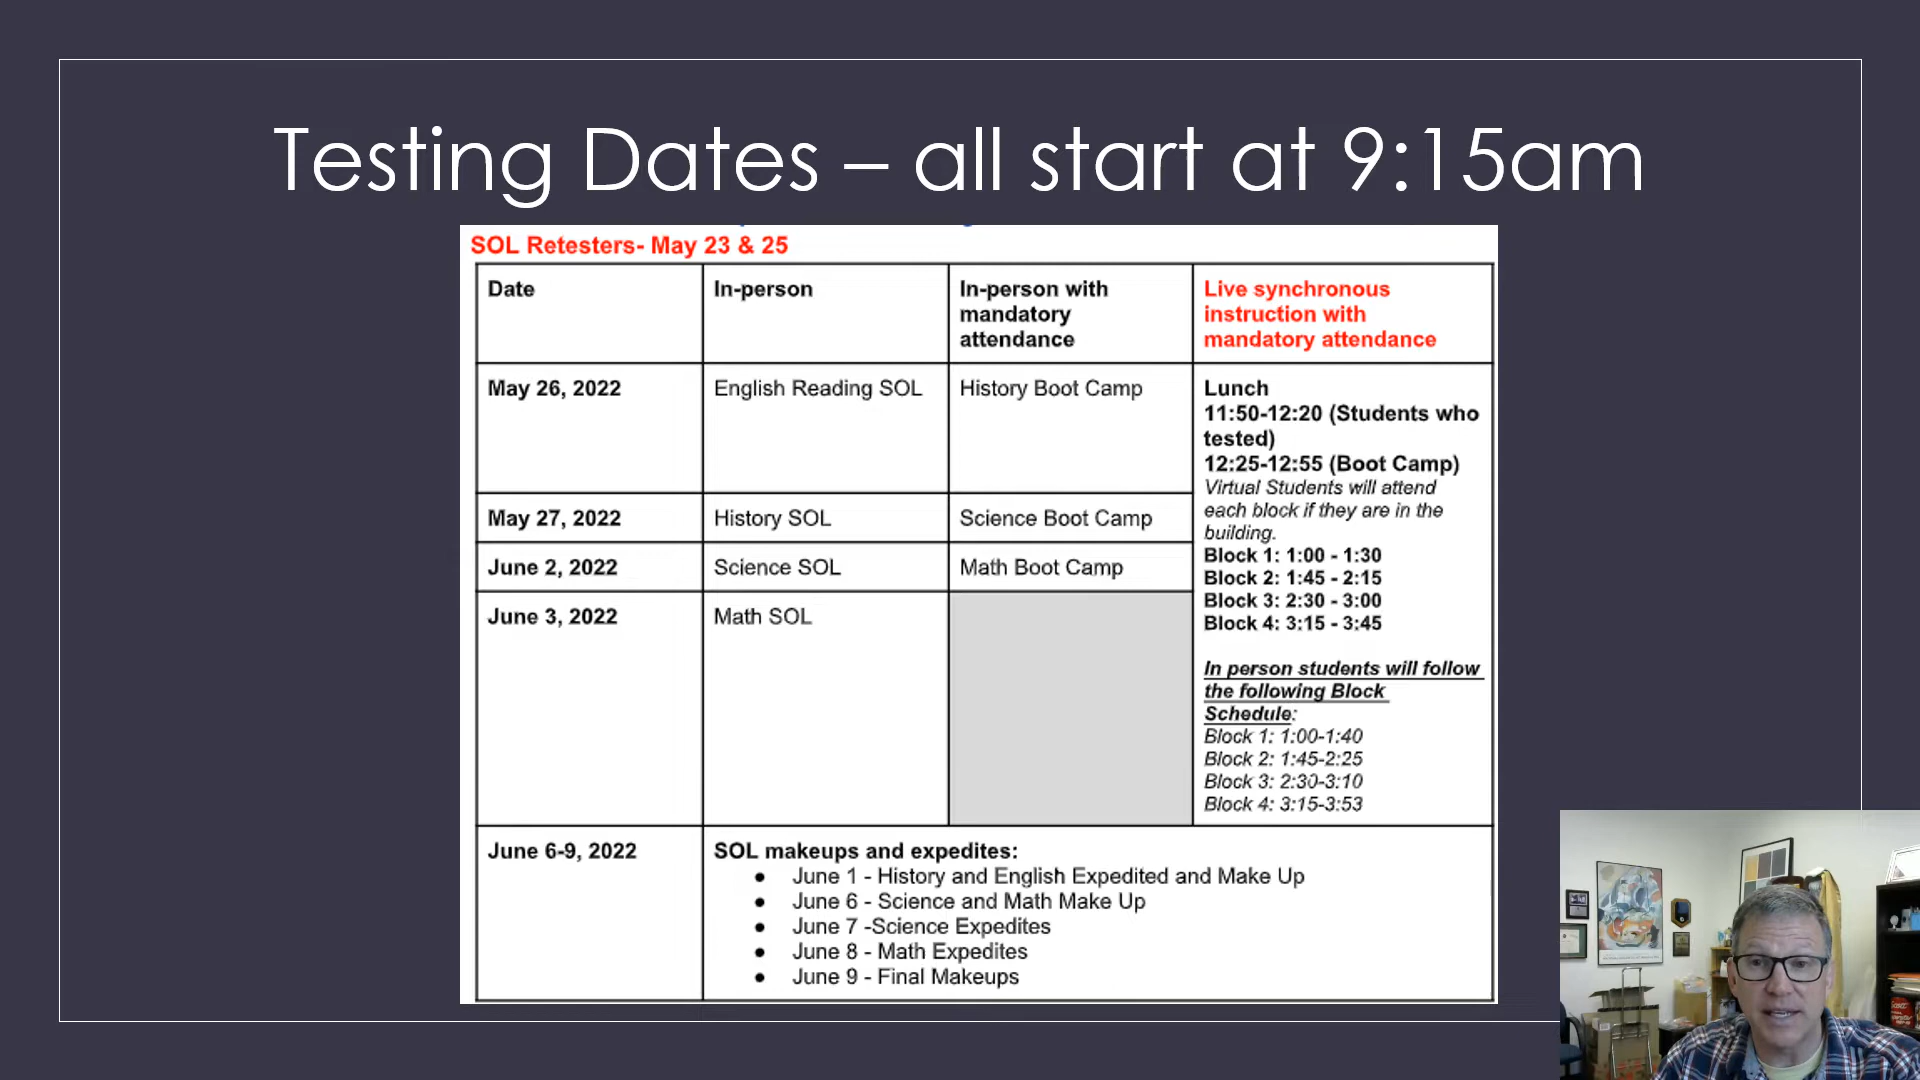 Testing Dates – all start at 9:15am
SOL Retesters- May 23 & 25
Date
In-person
In-person with
mandatory
attendance
Live synchronous
instruction with
mandatory attendance
May 26, 2022
English Reading SOL
History Boot Camp
Lunch
11:50-12:20 (Students who
tested)
12:25-12:55 (Boot Camp)
Virtual Students will attend
each block if they are in the
building.
Block 1: 1:00 - 1:30
Block 2: 1:45 - 2:15
Block 3: 2:30 - 3:00
Block 4: 3:15 - 3:45
In person students will follow
the following Block
Schedule:
Block 1: 1:00-1:40
Block 2: 1:45-2:25
Block 3: 2:30-3:10
Block 4: 3:15-3:53
May 27, 2022
History SOL
Science Boot Camp
June 2, 2022
Science SOL
Math Boot Camp
June 3, 2022
Math SOL
June 6-9, 2022
SOL makeups and expedites:
● June 1 - History and English Expedited and Make Up
● June 6 - Science and Math Make Up
● June 7 -Science Expedites
● June 8 - Math Expedites
● June 9 - Final Makeups